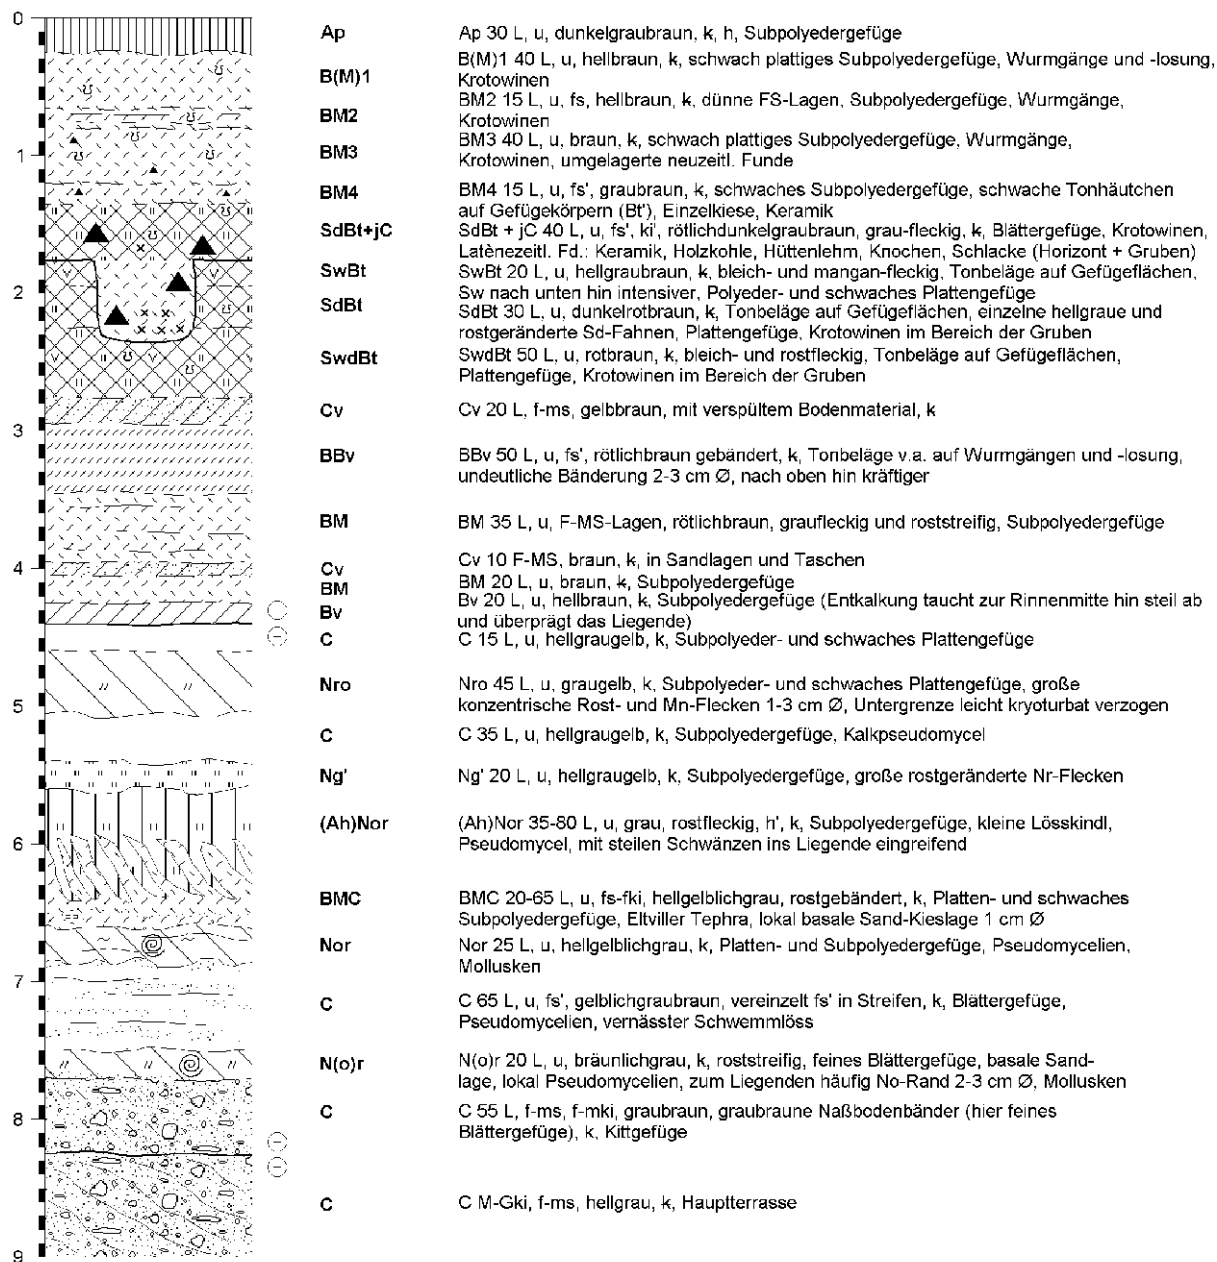 0
Ap Ap 30 L, u, dunkelgraubraun, k̶, h, Subpolyedergefüge
B(M)1 B(M)1 40 L, u, hellbraun, k̶, schwach plattiges Subpolyedergefüge, Wurmgänge und -losung,
Krotowinen
BM2 BM2 15 L, u, fs, hellbraun, k̶, dünne FS-Lagen, Subpolyedergefüge, Wurmgänge,
Krotowinen
1
BM3 BM3 40 L, u, braun, k̶, schwach plattiges Subpolyedergefüge, Wurmgänge,
Krotowinen, umgelagerte neuzeitl. Funde
BM4 BM4 15 L, u, fs', graubraun, k̶, schwaches Subpolyedergefüge, schwache Tonhäutchen
auf Gefügekörpern (Bt'), Einzelkiese, Keramik
SdBt+jC SdBt + jC 40 L, u, fs', ki', rötlichdunkelgraubraun, grau-fleckig, k̶, Blättergefüge, Krotowinen,
Latènezeitl. Fd.: Keramik, Holzkohle, Hüttenlehm, Knochen, Schlacke (Horizont + Gruben)
SwBt SwBt 20 L, u, hellgraubraun, k̶, bleich- und mangan-fleckig, Tonbeläge auf Gefügeflächen,
Sw nach unten hin intensiver, Polyeder- und schwaches Plattengefüge
2
SdBt SdBt 30 L, u, dunkelrotbraun, k̶, Tonbeläge auf Gefügeflächen, einzelne hellgraue und
rostgeränderte Sd-Fahnen, Plattengefüge, Krotowinen im Bereich der Gruben
SwdBt SwdBt 50 L, u, rotbraun, k̶, bleich- und rostfleckig, Tonbeläge auf Gefügeflächen,
Plattengefüge, Krotowinen im Bereich der Gruben
Cv Cv 20 L, f-ms, gelbbraun, mit verspültem Bodenmaterial, k̶
3
BBv BBv 50 L, u, fs', rötlichbraun gebändert, k̶, Tonbeläge v.a. auf Wurmgängen und -losung,
undeutliche Bänderung 2-3 cm Ø, nach oben hin kräftiger
BM BM 35 L, u, F-MS-Lagen, rötlichbraun, graufleckig und roststreifig, Subpolyedergefüge
4
Cv Cv 10 F-MS, braun, k̶, in Sandlagen und Taschen
BM BM 20 L, u, braun, k̶, Subpolyedergefüge
Bv Bv 20 L, u, hellbraun, k̶, Subpolyedergefüge (Entkalkung taucht zur Rinnenmitte hin steil ab
und überprägt das Liegende)
C C 15 L, u, hellgraugelb, k, Subpolyeder- und schwaches Plattengefüge
Nro Nro 45 L, u, graugelb, k, Subpolyeder- und schwaches Plattengefüge, große
konzentrische Rost- und Mn-Flecken 1-3 cm Ø, Untergrenze leicht kryoturbat verzogen
5
C C 35 L, u, hellgraugelb, k, Subpolyedergefüge, Kalkpseudomycel
Ng' Ng' 20 L, u, hellgraugelb, k, Subpolyedergefüge, große rostgeränderte Nr-Flecken
(Ah)Nor (Ah)Nor 35-80 L, u, grau, rostfleckig, h', k, Subpolyedergefüge, kleine Lösskindl,
Pseudomycel, mit steilen Schwänzen ins Liegende eingreifend
6
BMC BMC 20-65 L, u, fs-fki, hellgelblichgrau, rostgebändert, k, Platten- und schwaches
Subpolyedergefüge, Eltviller Tephra, lokal basale Sand-Kieslage 1 cm Ø
Nor Nor 25 L, u, hellgelblichgrau, k, Platten- und Subpolyedergefüge, Pseudomycelien,
Mollusken
7
C C 65 L, u, fs', gelblichgraubraun, vereinzelt fs' in Streifen, k, Blättergefüge,
Pseudomycelien, vernässter Schwemmlöss
N(o)r N(o)r 20 L, u, bräunlichgrau, k, roststreifig, feines Blättergefüge, basale Sand-
lage, lokal Pseudomycelien, zum Liegenden häufig No-Rand 2-3 cm Ø, Mollusken
8
C C 55 L, f-ms, f-mki, graubraun, graubraune Naßbodenbänder (hier feines
Blättergefüge), k, Kittgefüge
C C M-Gki, f-ms, hellgrau, k̶, Hauptterrasse
9